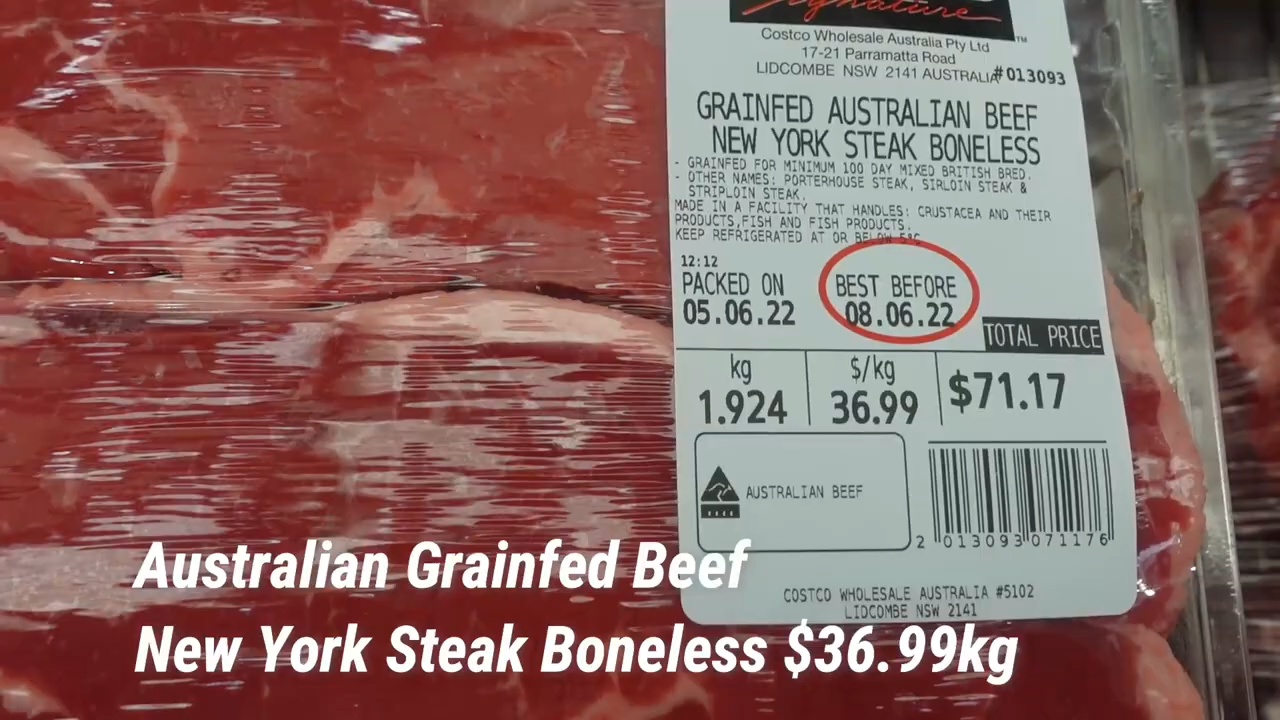 Signature
Costco Wholesale Australia Pty Ltd
17-21 Parramatta Road
LIDCOMBE NSW 2141 AUSTRALIA
#013093
GRAINFED AUSTRALIAN BEEF
NEW YORK STEAK BONELESS
- GRAINFED FOR MINIMUM 100 DAY MIXED BRITISH BRED.
- OTHER NAMES: PORTERHOUSE STEAK, SIRLOIN STEAK &
STRIPLOIN STEAK.
MADE IN A FACILITY THAT HANDLES: CRUSTACEA AND THEIR
PRODUCTS,FISH AND FISH PRODUCTS.
KEEP REFRIGERATED AT OR BELOW 5°C
12:12
PACKED ON
05.06.22
BEST BEFORE
08.06.22
TOTAL PRICE
kg
1.924
$/kg
36.99
$71.17
AUSTRALIAN BEEF
2 013093 071176
COSTCO WHOLESALE AUSTRALIA #5102
LIDCOMBE NSW 2141
Australian Grainfed Beef
New York Steak Boneless $36.99kg